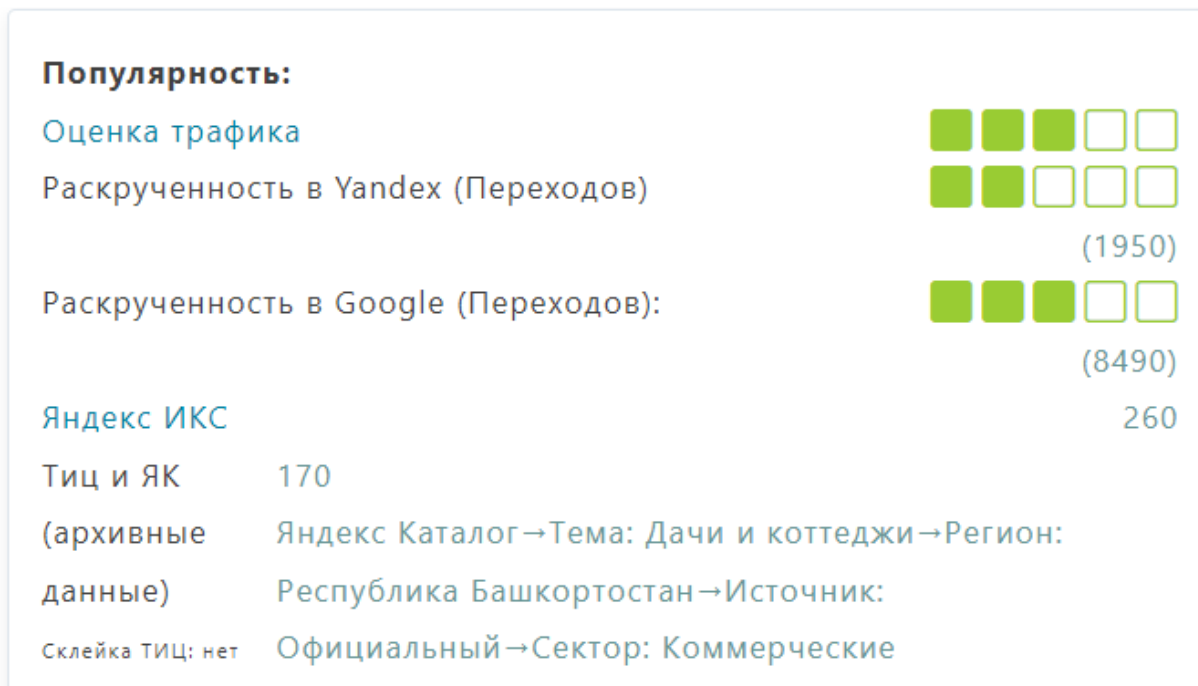 Популярность:
Оценка трафика
Раскрученность в Yandex (Переходов)
(1950)
Раскрученность в Google (Переходов):
(8490)
Яндекс ИКС 260
Тиц и ЯК 170
(архивные Яндекс Каталог→Тема: Дачи и коттеджи→Регион:
данные) Республика Башкортостан→Источник:
Склейка ТИЦ: нет Официальный→Сектор: Коммерческие